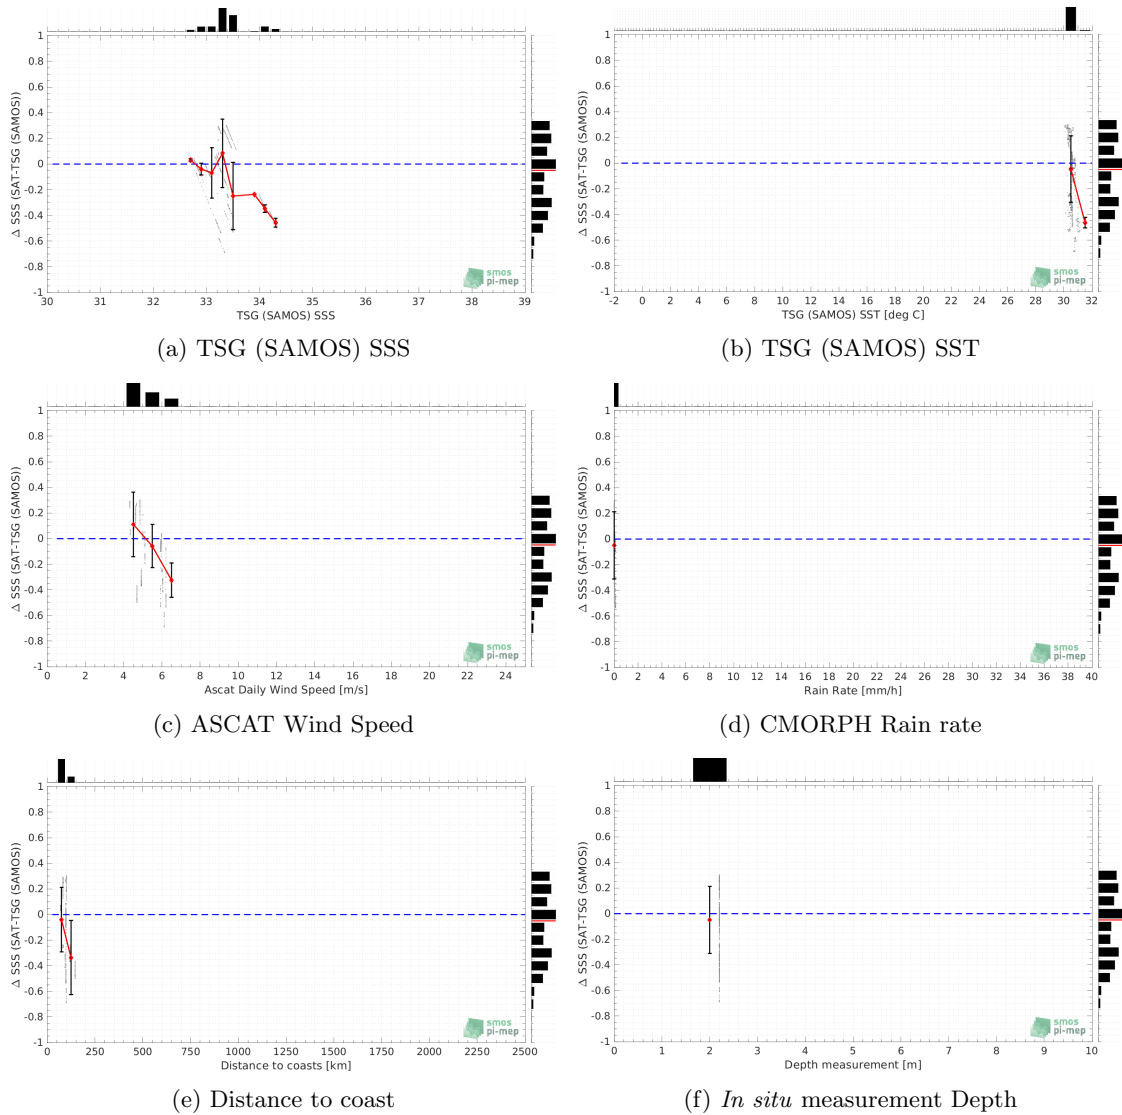 1
0.8
0.6
0.4
0.2
0
-0.2
-0.4
-0.6
-0.8
-1
Δ SSS (SAT-TSG (SAMOS))
30 31 32 33 34 35 36 37 38 39
TSG (SAMOS) SSS
smos
pi-mep
(a) TSG (SAMOS) SSS
1
0.8
0.6
0.4
0.2
0
-0.2
-0.4
-0.6
-0.8
-1
Δ SSS (SAT-TSG (SAMOS))
-2 0 2 4 6 8 10 12 14 16 18 20 22 24 26 28 30 32
TSG (SAMOS) SST [deg C]
smos
pi-mep
(b) TSG (SAMOS) SST
1
0.8
0.6
0.4
0.2
0
-0.2
-0.4
-0.6
-0.8
-1
Δ SSS (SAT-TSG (SAMOS))
0 2 4 6 8 10 12 14 16 18 20 22 24
Ascat Daily Wind Speed [m/s]
smos
pi-mep
(c) ASCAT Wind Speed
1
0.8
0.6
0.4
0.2
0
-0.2
-0.4
-0.6
-0.8
-1
Δ SSS (SAT-TSG (SAMOS))
0 2 4 6 8 10 12 14 16 18 20 22 24 26 28 30 32 34 36 38 40
Rain Rate [mm/h]
smos
pi-mep
(d) CMORPH Rain rate
1
0.8
0.6
0.4
0.2
0
-0.2
-0.4
-0.6
-0.8
-1
Δ SSS (SAT-TSG (SAMOS))
0 250 500 750 1000 1250 1500 1750 2000 2250 2500
Distance to coasts [km]
smos
pi-mep
(e) Distance to coast
1
0.8
0.6
0.4
0.2
0
-0.2
-0.4
-0.6
-0.8
-1
Δ SSS (SAT-TSG (SAMOS))
0 1 2 3 4 5 6 7 8 9 10
Depth measurement [m]
smos
pi-mep
(f) In situ measurement Depth